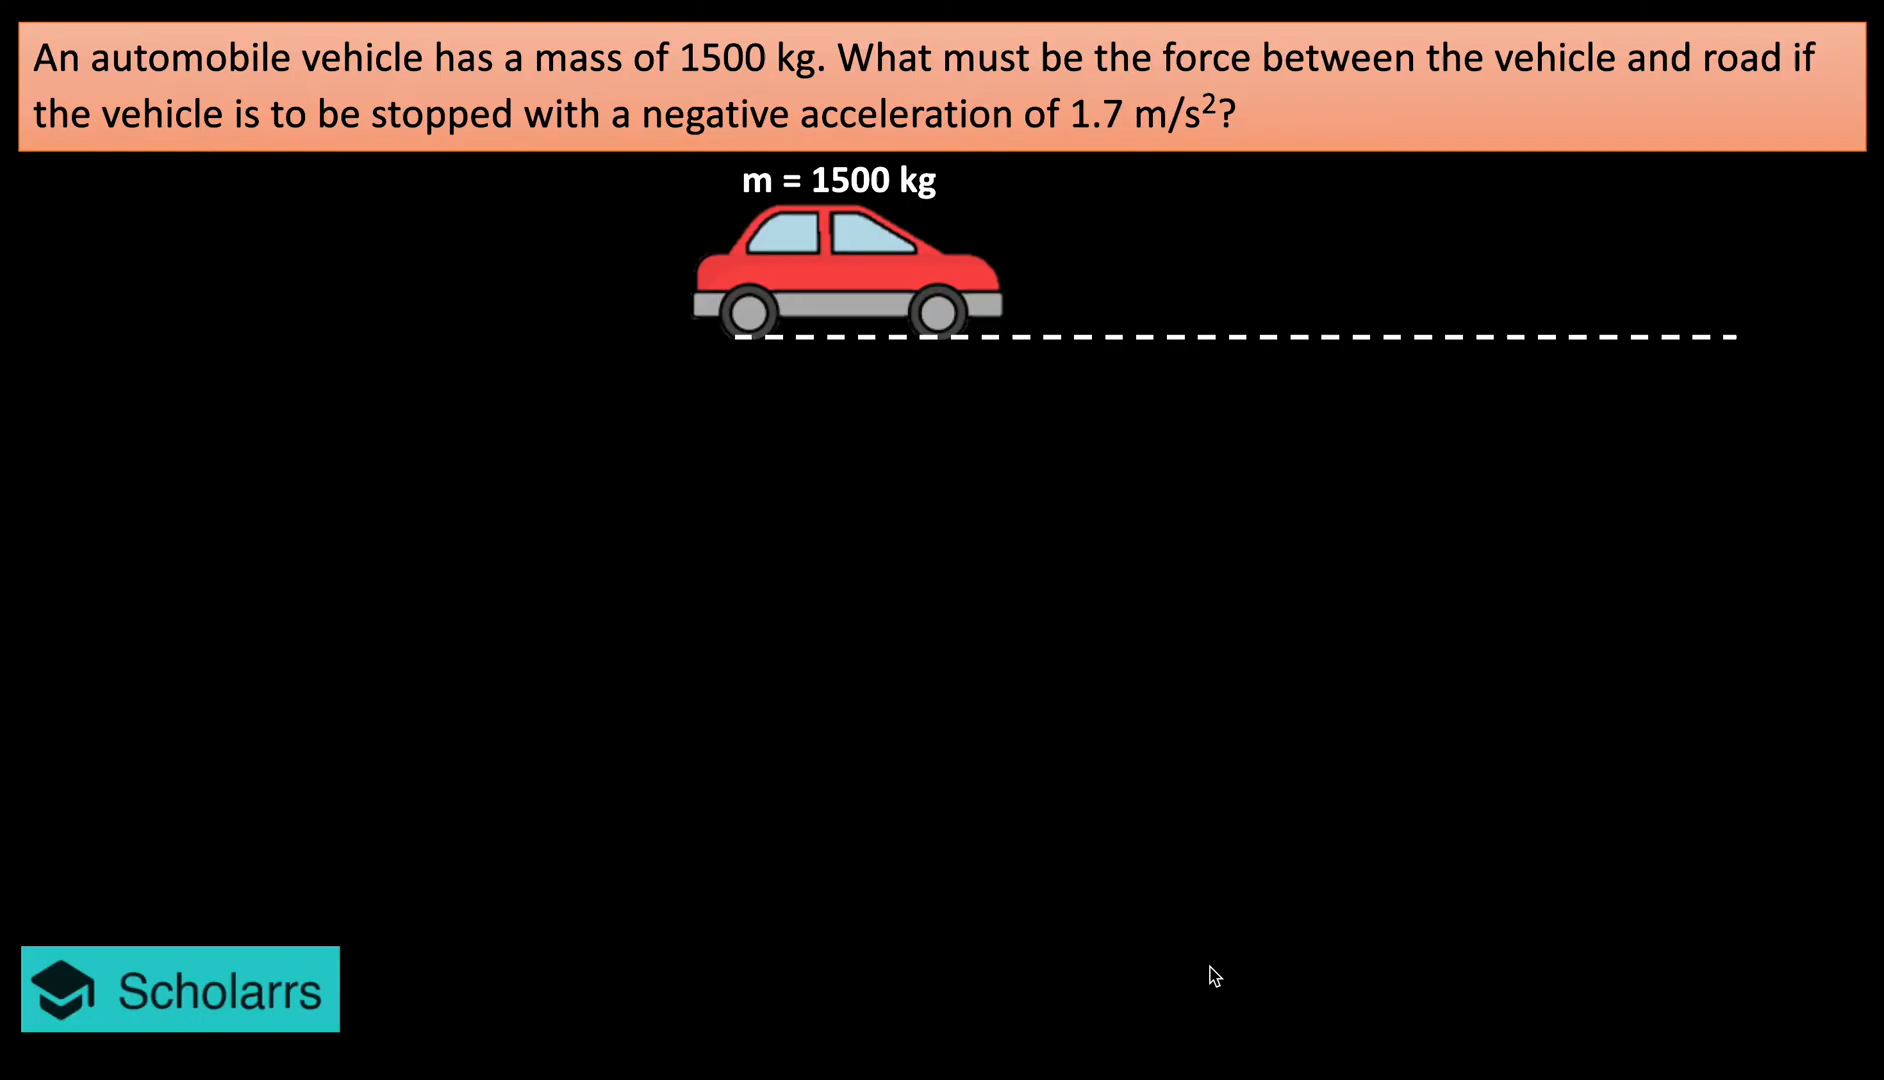 An automobile vehicle has a mass of 1500 kg. What must be the force between the vehicle and road if
the vehicle is to be stopped with a negative acceleration of 1.7 m/s²?
m = 1500 kg
Scholarrs